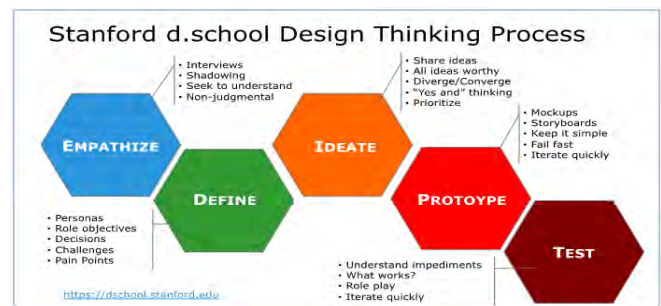 Stanford d.school Design Thinking Process
• Interviews
• Shadowing
• Seek to understand
• Non-judgmental
• Share ideas
• All ideas worthy
• Diverge/Converge
• “Yes and” thinking
• Prioritize
• Mockups
• Storyboards
• Keep it simple
• Fail fast
• Iterate quickly
EMPATHIZE
DEFINE
IDEATE
PROTOYPE
TEST
• Personas
• Role objectives
• Decisions
• Challenges
• Pain Points
• Understand impediments
• What works?
• Role play
• Iterate quickly
https://dschool.stanford.edu